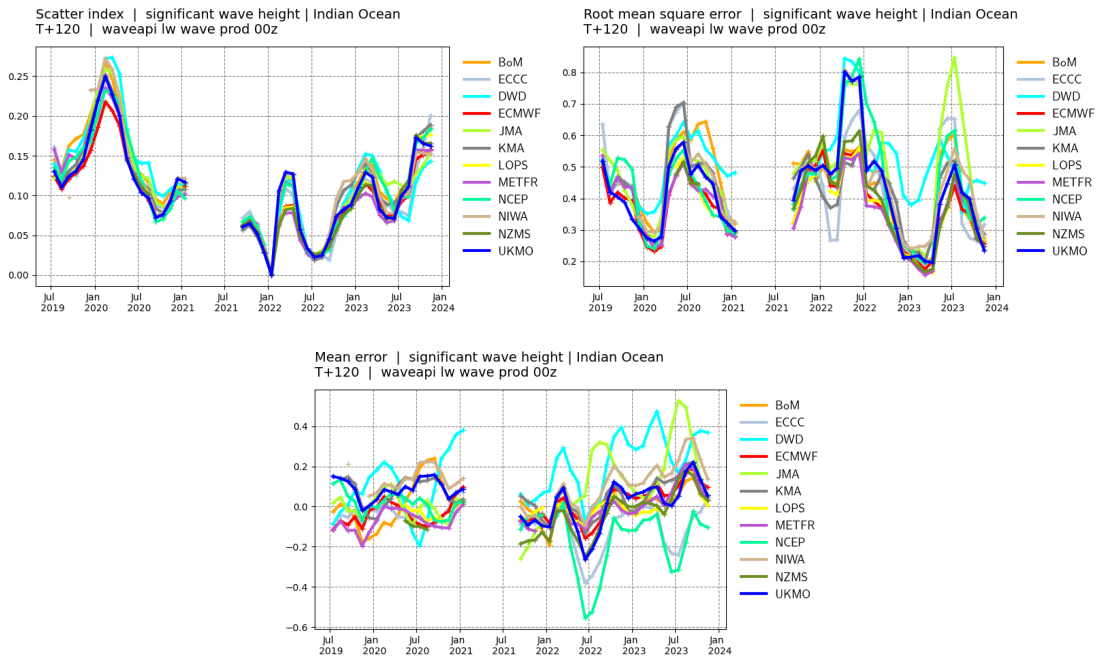 Scatter index | significant wave height | Indian Ocean
T+120 | waveapi lw wave prod 00z
0.25
0.20
0.15
0.10
0.05
0.00
Jul 2019
Jan 2020
Jul 2020
Jan 2021
Jul 2021
Jan 2022
Jul 2022
Jan 2023
Jul 2023
Jan 2024
BoM
ECCC
DWD
ECMWF
JMA
KMA
LOPS
METFR
NCEP
NIWA
NZMS
UKMO
Root mean square error | significant wave height | Indian Ocean
T+120 | waveapi lw wave prod 00z
0.8
0.7
0.6
0.5
0.4
0.3
0.2
Jul 2019
Jan 2020
Jul 2020
Jan 2021
Jul 2021
Jan 2022
Jul 2022
Jan 2023
Jul 2023
Jan 2024
BoM
ECCC
DWD
ECMWF
JMA
KMA
LOPS
METFR
NCEP
NIWA
NZMS
UKMO
Mean error | significant wave height | Indian Ocean
T+120 | waveapi lw wave prod 00z
0.4
0.2
0.0
−0.2
−0.4
−0.6
Jul 2019
Jan 2020
Jul 2020
Jan 2021
Jul 2021
Jan 2022
Jul 2022
Jan 2023
Jul 2023
Jan 2024
BoM
ECCC
DWD
ECMWF
JMA
KMA
LOPS
METFR
NCEP
NIWA
NZMS
UKMO